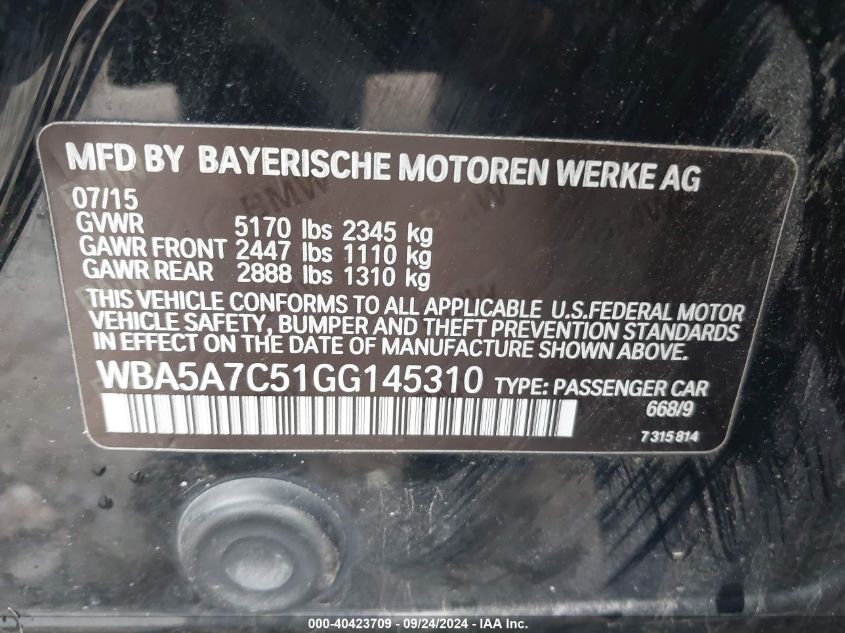 MFD BY BAYERISCHE MOTOREN WERKE AG
07/15
GVWR 5170 lbs 2345 kg
GAWR FRONT 2447 lbs 1110 kg
GAWR REAR 2888 lbs 1310 kg
THIS VEHICLE CONFORMS TO ALL APPLICABLE U.S.FEDERAL MOTOR
VEHICLE SAFETY, BUMPER AND THEFT PREVENTION STANDARDS
IN EFFECT ON THE DATE OF MANUFACTURE SHOWN ABOVE.
WBA5A7C51GG145310 TYPE: PASSENGER CAR
668/9
7 315 814
000-40423709 - 09/24/2024 - IAA Inc.